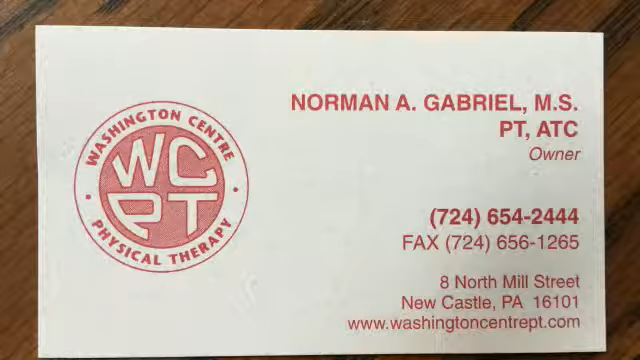 WASHINGTON CENTRE
WC
PT
PHYSICAL THERAPY
NORMAN A. GABRIEL, M.S.
PT, ATC
Owner
(724) 654-2444
FAX (724) 656-1265
8 North Mill Street
New Castle, PA 16101
www.washingtoncentrept.com